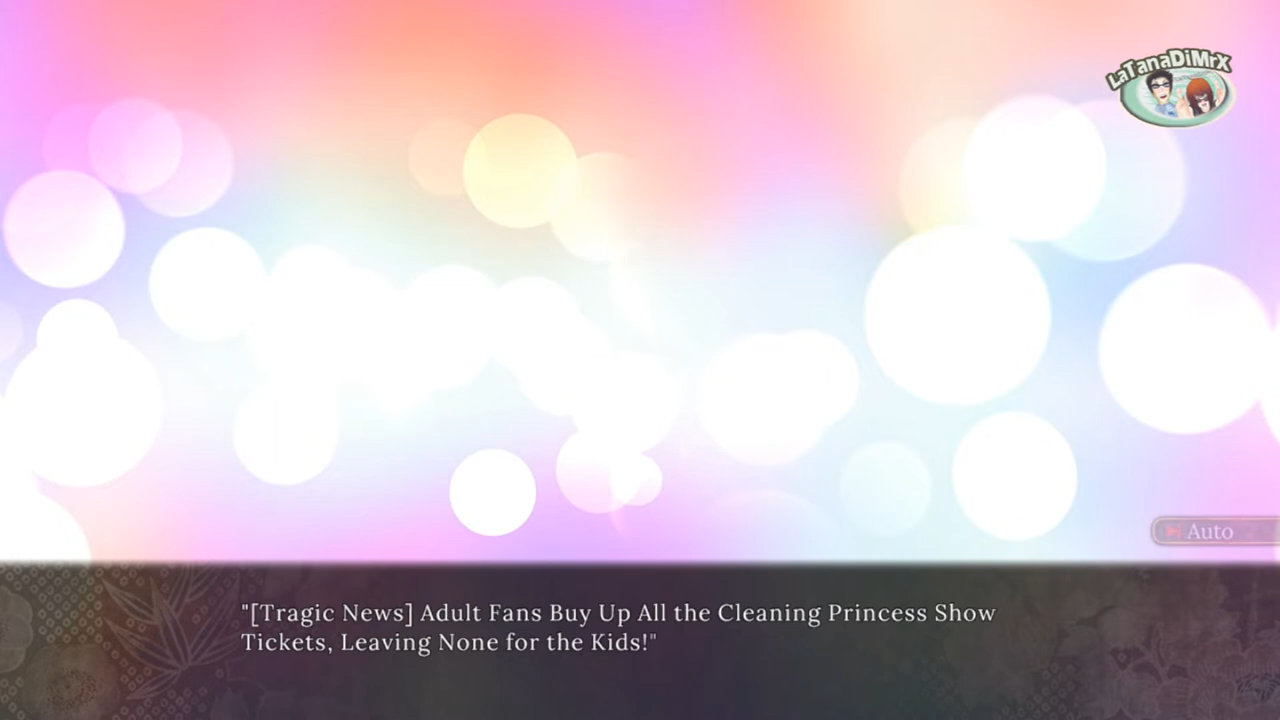 LaTanaDiMrX
Auto
"[Tragic News] Adult Fans Buy Up All the Cleaning Princess Show
Tickets, Leaving None for the Kids!"